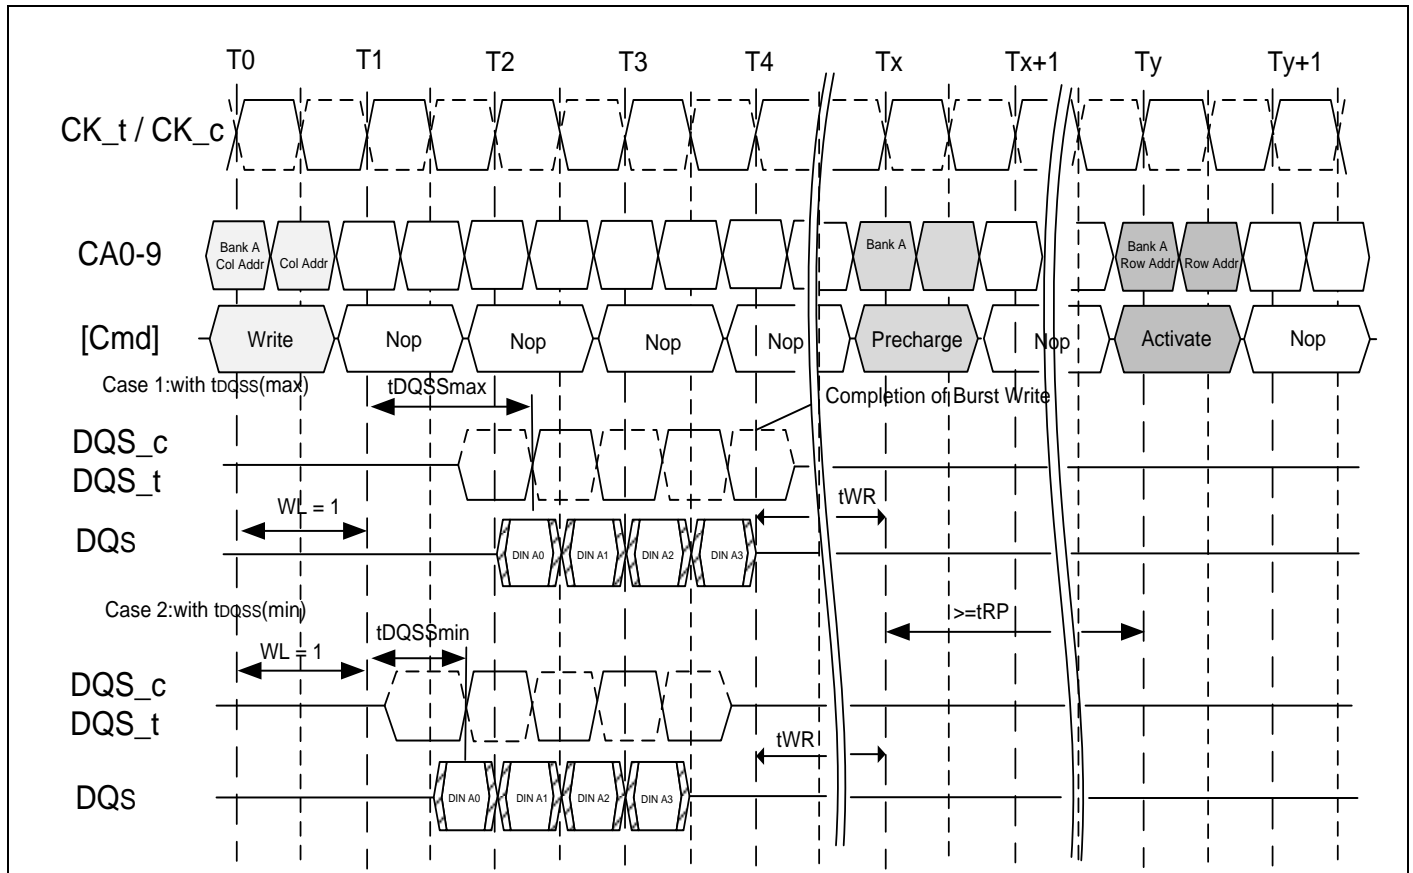 T0 T1 T2 T3 T4 Tx Tx+1 Ty Ty+1
CK_t / CK_c
CA0-9
Bank A
Col Addr
Col Addr
Bank A
Bank A
Row Addr
Row Addr
[Cmd] Write Nop Nop Nop Nop Precharge Nop Activate Nop
Case 1:with tDQSS(max)
tDQSSmax
Completion of Burst Write
DQS_c
DQS_t
WL = 1
tWR
DQs
DIN A0 DIN A1 DIN A2 DIN A3
Case 2:with tDQSS(min)
tDQSSmin
>=tRP
WL = 1
DQS_c
DQS_t
tWR
DQs
DIN A0 DIN A1 DIN A2 DIN A3